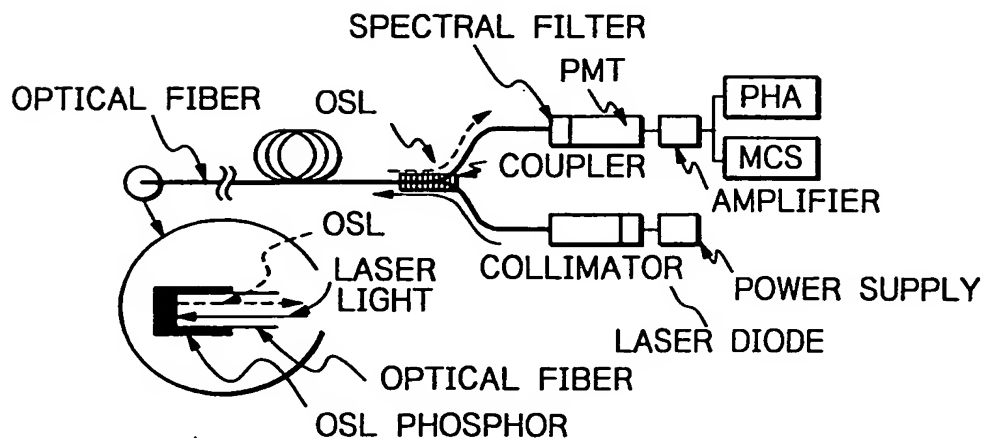 SPECTRAL FILTER
PMT
PHA
OPTICAL FIBER
OSL
COUPLER
MCS
AMPLIFIER
OSL
COLLIMATOR
LASER
LIGHT
POWER SUPPLY
LASER DIODE
OPTICAL FIBER
OSL PHOSPHOR